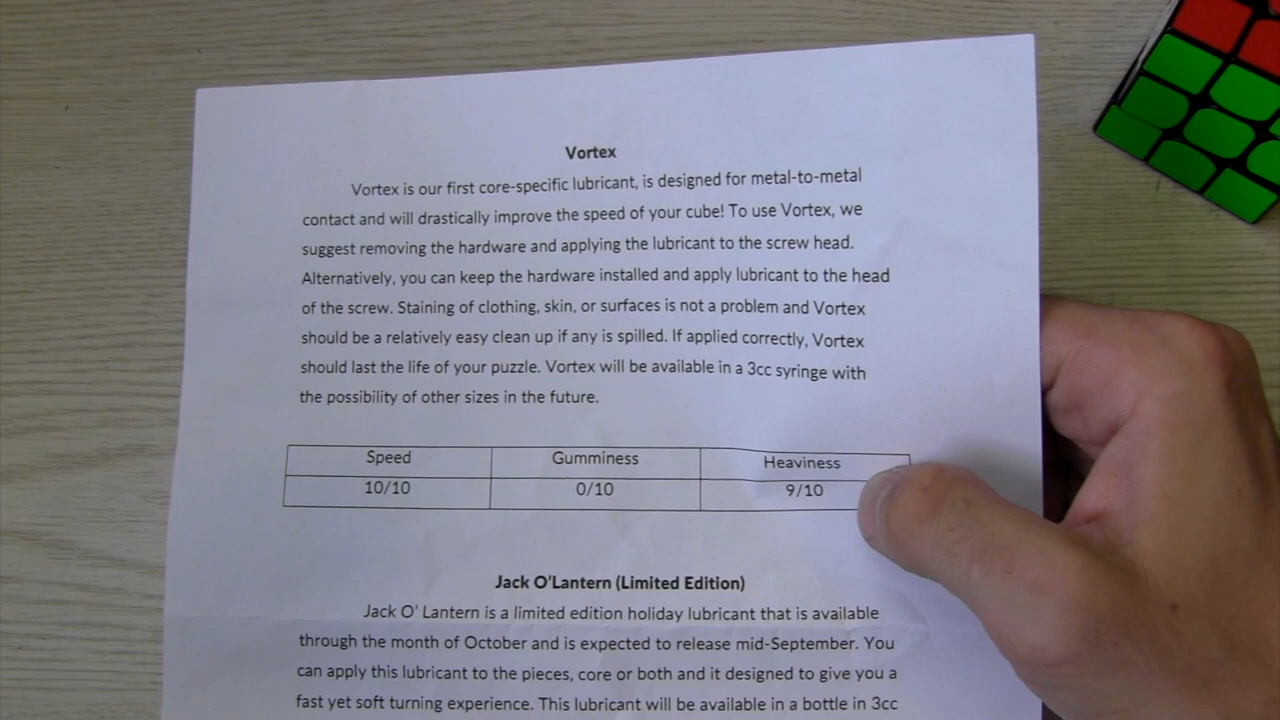 Vortex
Vortex is our first core-specific lubricant, is designed for metal-to-metal
contact and will drastically improve the speed of your cube! To use Vortex, we
suggest removing the hardware and applying the lubricant to the screw head.
Alternatively, you can keep the hardware installed and apply lubricant to the head
of the screw. Staining of clothing, skin, or surfaces is not a problem and Vortex
should be a relatively easy clean up if any is spilled. If applied correctly, Vortex
should last the life of your puzzle. Vortex will be available in a 3cc syringe with
the possibility of other sizes in the future.
Speed Gumminess Heaviness
10/10 0/10 9/10
Jack O'Lantern (Limited Edition)
Jack O' Lantern is a limited edition holiday lubricant that is available
through the month of October and is expected to release mid-September. You
can apply this lubricant to the pieces, core or both and it designed to give you a
fast yet soft turning experience. This lubricant will be available in a bottle in 3cc